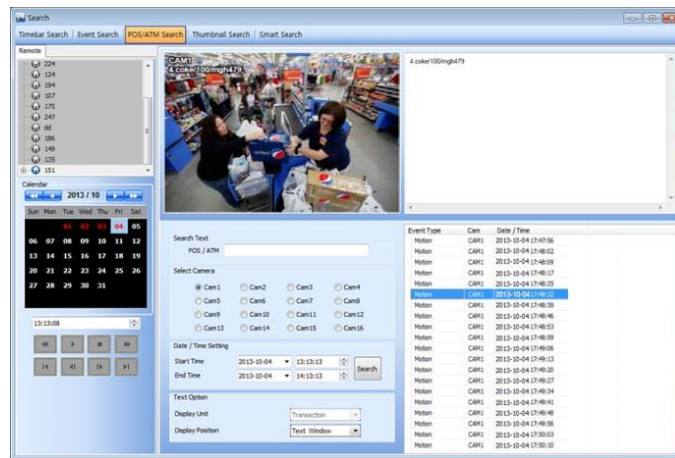 Search
Timebar Search Event Search POS/ATM Search Thumbnail Search Smart Search
Remote
224
124
194
107
175
247
dd
186
149
135
151
Calendar
2013 / 10
Sun Mon Tue Wed Thu Fri Sat
01 02 03 04 05
06 07 08 09 10 11 12
13 14 15 16 17 18 19
20 21 22 23 24 25 26
27 28 29 30 31
13:13:08
CAM1
4.coke/100/mgh479
4.coke/100/mgh479
pepsi
Search Text
POS / ATM
Select Camera
Cam1 Cam2 Cam3 Cam4
Cam5 Cam6 Cam7 Cam8
Cam9 Cam10 Cam11 Cam12
Cam13 Cam14 Cam15 Cam16
Date / Time Setting
Start Time 2013-10-04 13:13:13
End Time 2013-10-04 14:13:13
Search
Text Option
Display Unit Transaction
Display Position Text Window
Event Type Cam Date / Time
Motion CAM1 2013-10-04 17:47:56
Motion CAM1 2013-10-04 17:48:02
Motion CAM1 2013-10-04 17:48:09
Motion CAM1 2013-10-04 17:48:17
Motion CAM1 2013-10-04 17:48:25
Motion CAM1 2013-10-04 17:48:32
Motion CAM1 2013-10-04 17:48:39
Motion CAM1 2013-10-04 17:48:46
Motion CAM1 2013-10-04 17:48:53
Motion CAM1 2013-10-04 17:48:59
Motion CAM1 2013-10-04 17:49:06
Motion CAM1 2013-10-04 17:49:13
Motion CAM1 2013-10-04 17:49:20
Motion CAM1 2013-10-04 17:49:27
Motion CAM1 2013-10-04 17:49:34
Motion CAM1 2013-10-04 17:49:41
Motion CAM1 2013-10-04 17:49:48
Motion CAM1 2013-10-04 17:49:56
Motion CAM1 2013-10-04 17:50:03
Motion CAM1 2013-10-04 17:50:10